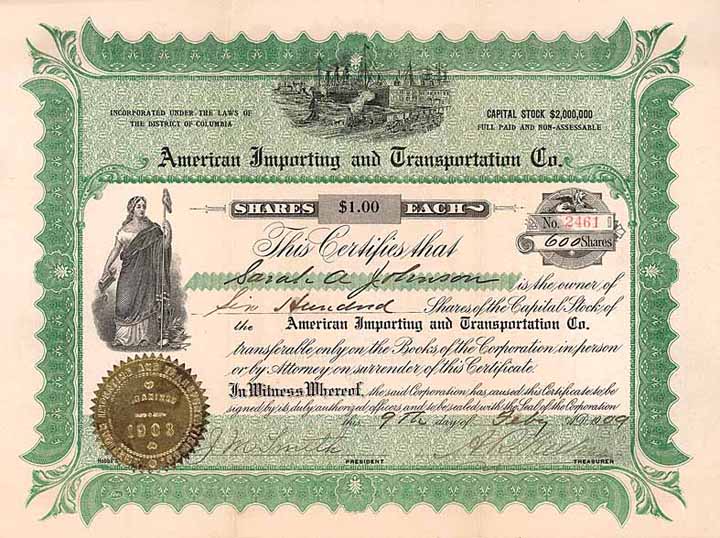 INCORPORATED UNDER THE LAWS OF
THE DISTRICT OF COLUMBIA
CAPITAL STOCK $2,000,000
FULL PAID AND NON-ASSESSABLE
American Importing and Transportation Co.
SHARES $1.00 EACH
No. 2461
600 Shares
This Certifies that
Sarah A Johnson is the owner of
Six Hundred Shares of the Capital Stock of
the American Importing and Transportation Co.
transferable only on the Books of the Corporation in person
or by Attorney on surrender of this Certificate.
In Witness Whereof, the said Corporation has caused this Certificate to be
signed by its duly authorized officers and to be sealed with the Seal of the Corporation
this 9th day of Feby A.D. 1909
1903
J M Smith
PRESIDENT
TREASURER